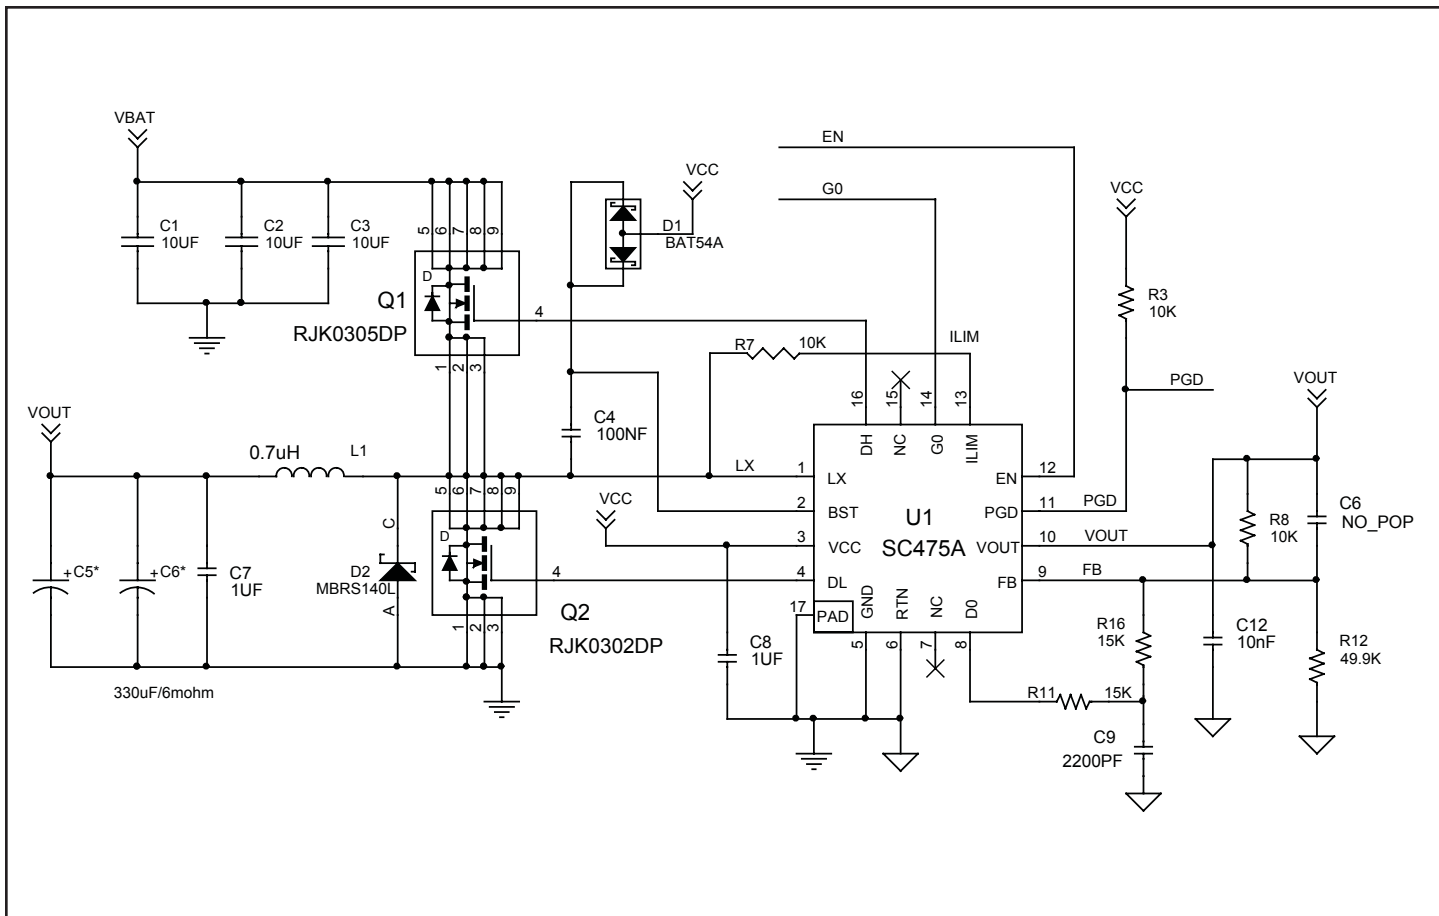 VBAT
C1
10UF
C2
10UF
C3
10UF
5
6
7
8
9
D
Q1
RJK0305DP
4
1
2
3
VCC
D1
BAT54A
EN
G0
VCC
R3
10K
PGD
R7
10K
ILIM
C4
100NF
VOUT
0.7uH
L1
LX
+C5*
+C6*
C7
1UF
330uF/6mohm
C
D2
MBRS140L
A
5
6
7
8
9
D
4
Q2
RJK0302DP
1
2
3
VCC
C8
1UF
16
15
14
13
DH
NC
G0
ILIM
1
LX
2
BST
3
VCC
4
DL
17
PAD
U1
SC475A
EN
12
PGD
11
PGD
VOUT
10
VOUT
FB
9
FB
GND
RTN
NC
D0
5
6
7
8
R11
15K
R16
15K
C9
2200PF
C12
10nF
VOUT
R8
10K
C6
NO_POP
R12
49.9K